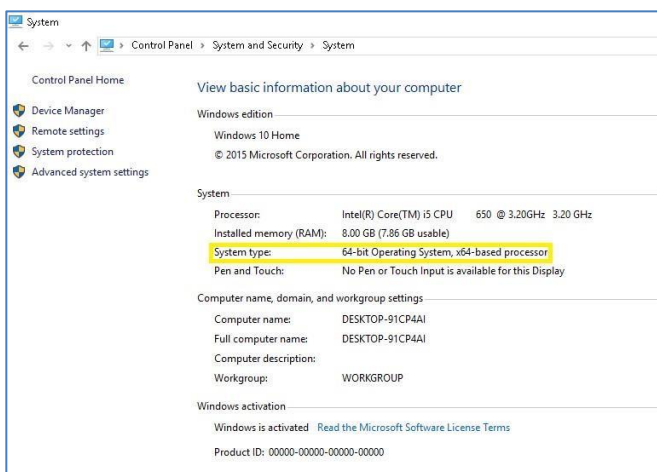 System
Control Panel > System and Security > System
Control Panel Home
Device Manager
Remote settings
System protection
Advanced system settings
View basic information about your computer
Windows edition
Windows 10 Home
© 2015 Microsoft Corporation. All rights reserved.
System
Processor: Intel(R) Core(TM) i5 CPU 650 @ 3.20GHz 3.20 GHz
Installed memory (RAM): 8.00 GB (7.86 GB usable)
System type: 64-bit Operating System, x64-based processor
Pen and Touch: No Pen or Touch Input is available for this Display
Computer name, domain, and workgroup settings
Computer name: DESKTOP-91CP4AI
Full computer name: DESKTOP-91CP4AI
Computer description:
Workgroup: WORKGROUP
Windows activation
Windows is activated Read the Microsoft Software License Terms
Product ID: 00000-00000-00000-00000